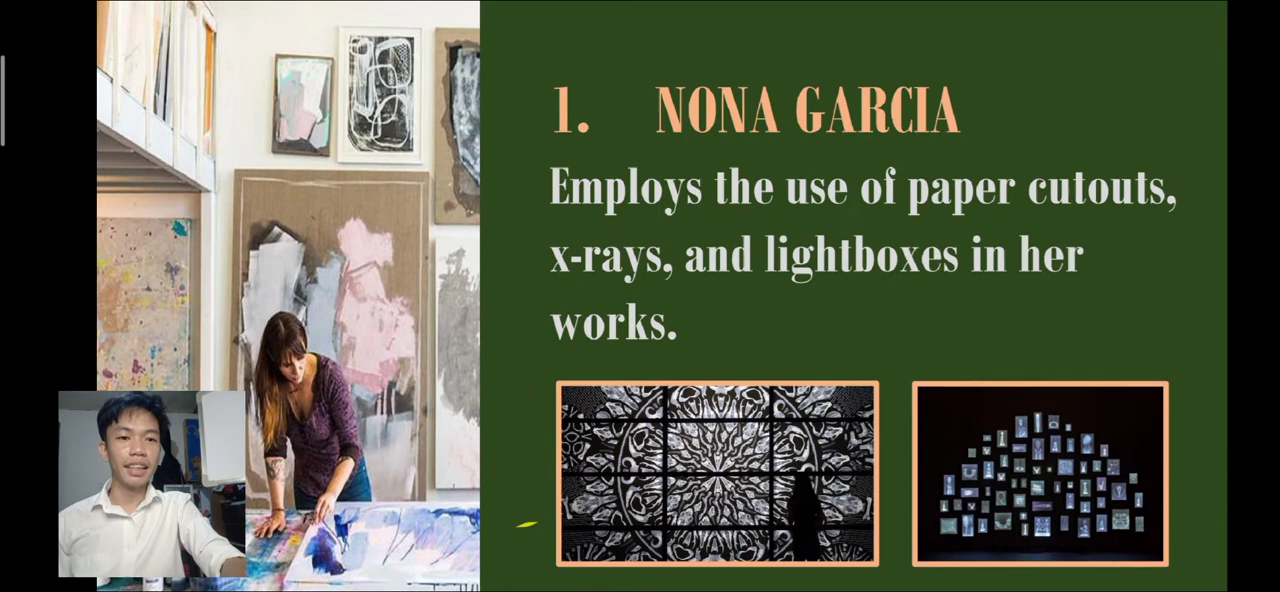 1. NONA GARCIA
Employs the use of paper cutouts,
x-rays, and lightboxes in her
works.